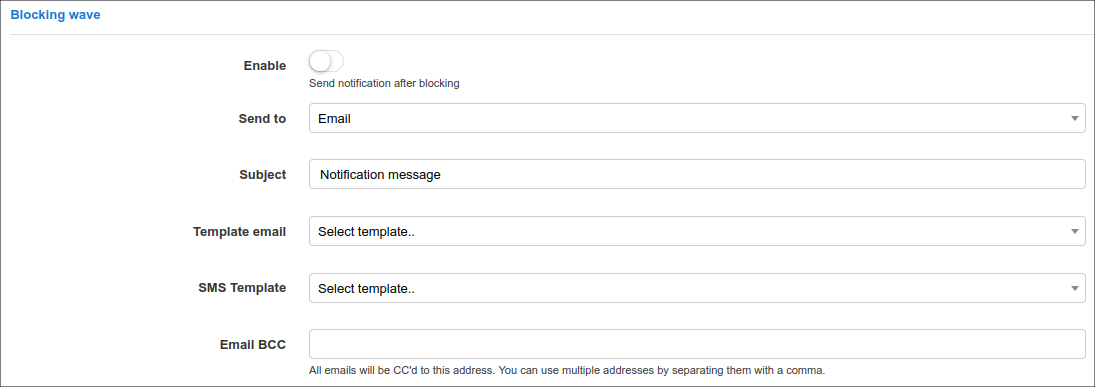 Blocking wave
Enable
Send notification after blocking
Send to Email
Subject Notification message
Template email Select template..
SMS Template Select template..
Email BCC
All emails will be CC'd to this address. You can use multiple addresses by separating them with a comma.